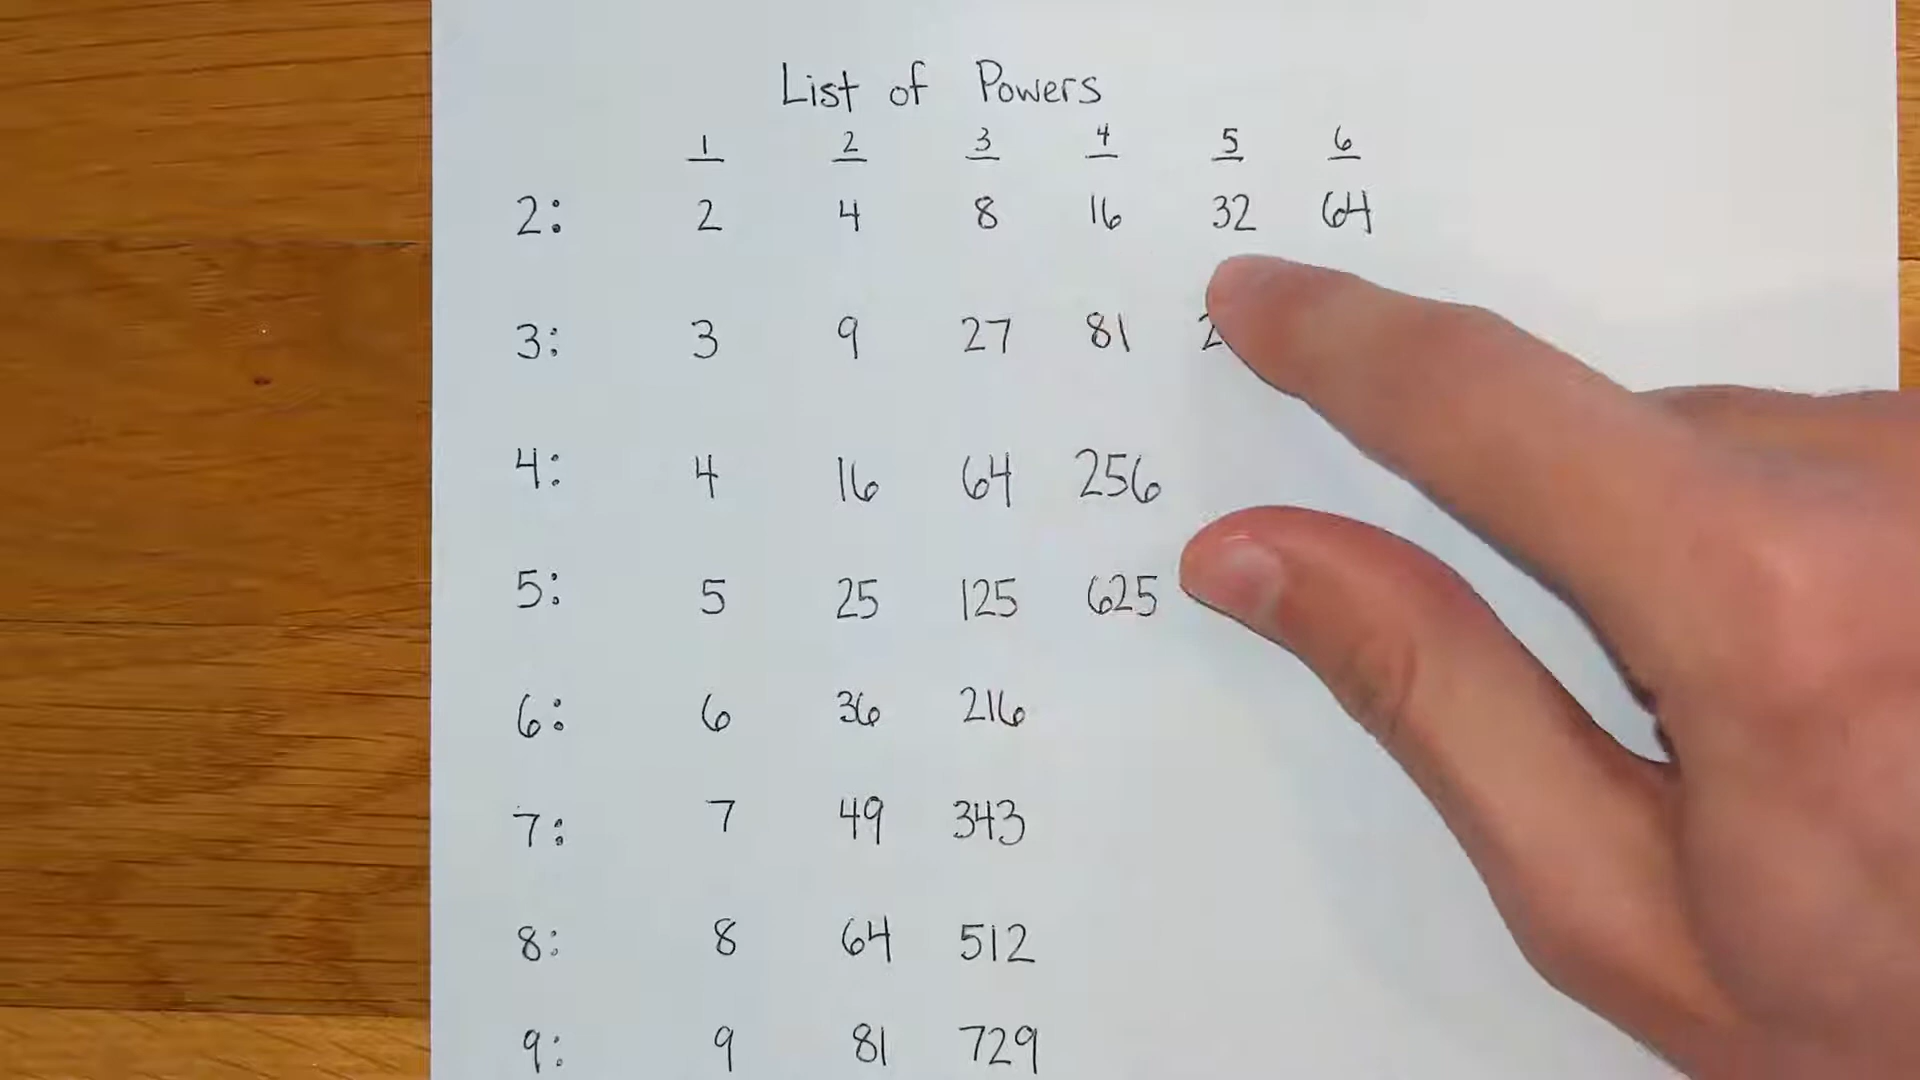 List of Powers
1 2 3 4 5 6
2: 2 4 8 16 32 64
3: 3 9 27 81
4: 4 16 64 256
5: 5 25 125 625
6: 6 36 216
7: 7 49 343
8: 8 64 512
9: 9 81 729